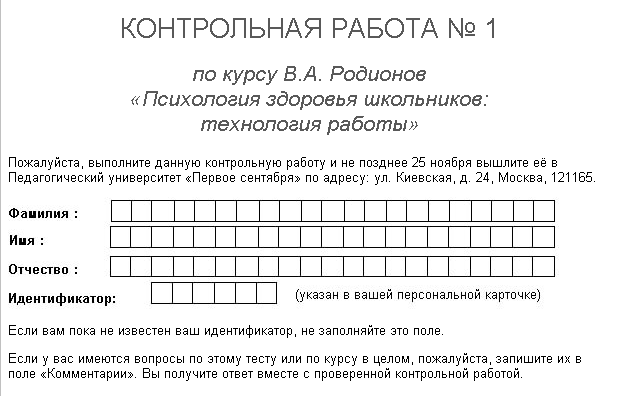 КОНТРОЛЬНАЯ РАБОТА № 1
по курсу В.А. Родионов
«Психология здоровья школьников:
технология работы»
Пожалуйста, выполните данную контрольную работу и не позднее 25 ноября вышлите её в
Педагогический университет «Первое сентября» по адресу: ул. Киевская, д. 24, Москва, 121165.
Фамилия :
Имя :
Отчество :
Идентификатор: (указан в вашей персональной карточке)
Если вам пока не известен ваш идентификатор, не заполняйте это поле.
Если у вас имеются вопросы по этому тесту или по курсу в целом, пожалуйста, запишите их в
поле «Комментарии». Вы получите ответ вместе с проверенной контрольной работой.